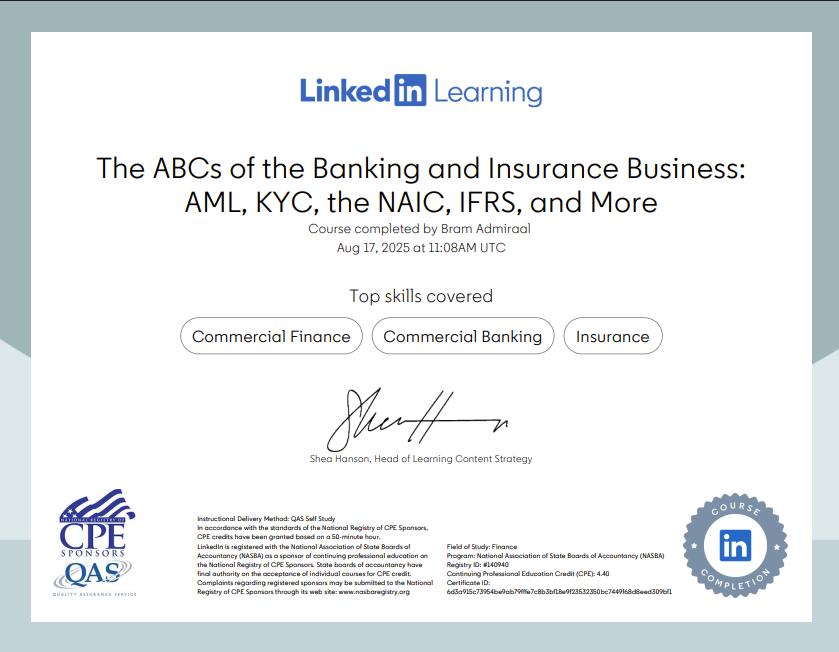 LinkedIn Learning
The ABCs of the Banking and Insurance Business:
AML, KYC, the NAIC, IFRS, and More
Course completed by Bram Admiraal
Aug 17, 2025 at 11:08AM UTC
Top skills covered
Commercial Finance
Commercial Banking
Insurance
Shea Hanson, Head of Learning Content Strategy
NATIONAL REGISTRY OF
CPE
SPONSORS
QAS
QUALITY ASSURANCE SERVICE
Instructional Delivery Method: QAS Self Study
In accordance with the standards of the National Registry of CPE Sponsors,
CPE credits have been granted based on a 50-minute hour.
LinkedIn is registered with the National Association of State Boards of
Accountancy (NASBA) as a sponsor of continuing professional education on
the National Registry of CPE Sponsors. State boards of accountancy have
final authority on the acceptance of individual courses for CPE credit.
Complaints regarding registered sponsors may be submitted to the National
Registry of CPE Sponsors through its web site: www.nasbaregistry.org
Field of Study: Finance
Program: National Association of State Boards of Accountancy (NASBA)
Registry ID: #140940
Continuing Professional Education Credit (CPE): 4.40
Certificate ID:
COURSE
in
COMPLETION